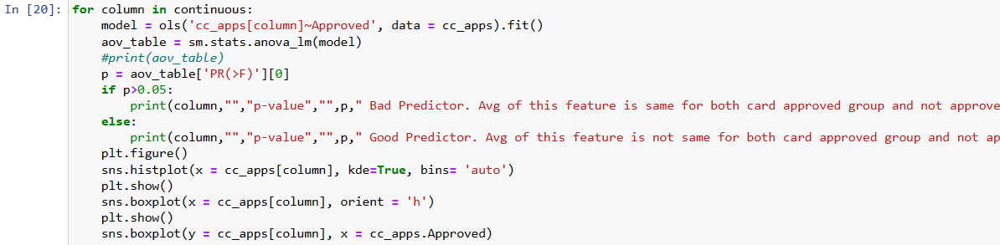 In [20]: for column in continuous:
    model = ols('cc_apps[column]~Approved', data = cc_apps).fit()
    aov_table = sm.stats.anova_lm(model)
    #print(aov_table)
    p = aov_table['PR(>F)'][0]
    if p>0.05:
        print(column,"","p-value","",p," Bad Predictor. Avg of this feature is same for both card approved group and not approve
    else:
        print(column,"","p-value","",p," Good Predictor. Avg of this feature is not same for both card approved group and not ap
    plt.figure()
    sns.histplot(x = cc_apps[column], kde=True, bins= 'auto')
    plt.show()
    sns.boxplot(x = cc_apps[column], orient = 'h')
    plt.show()
    sns.boxplot(y = cc_apps[column], x = cc_apps.Approved)